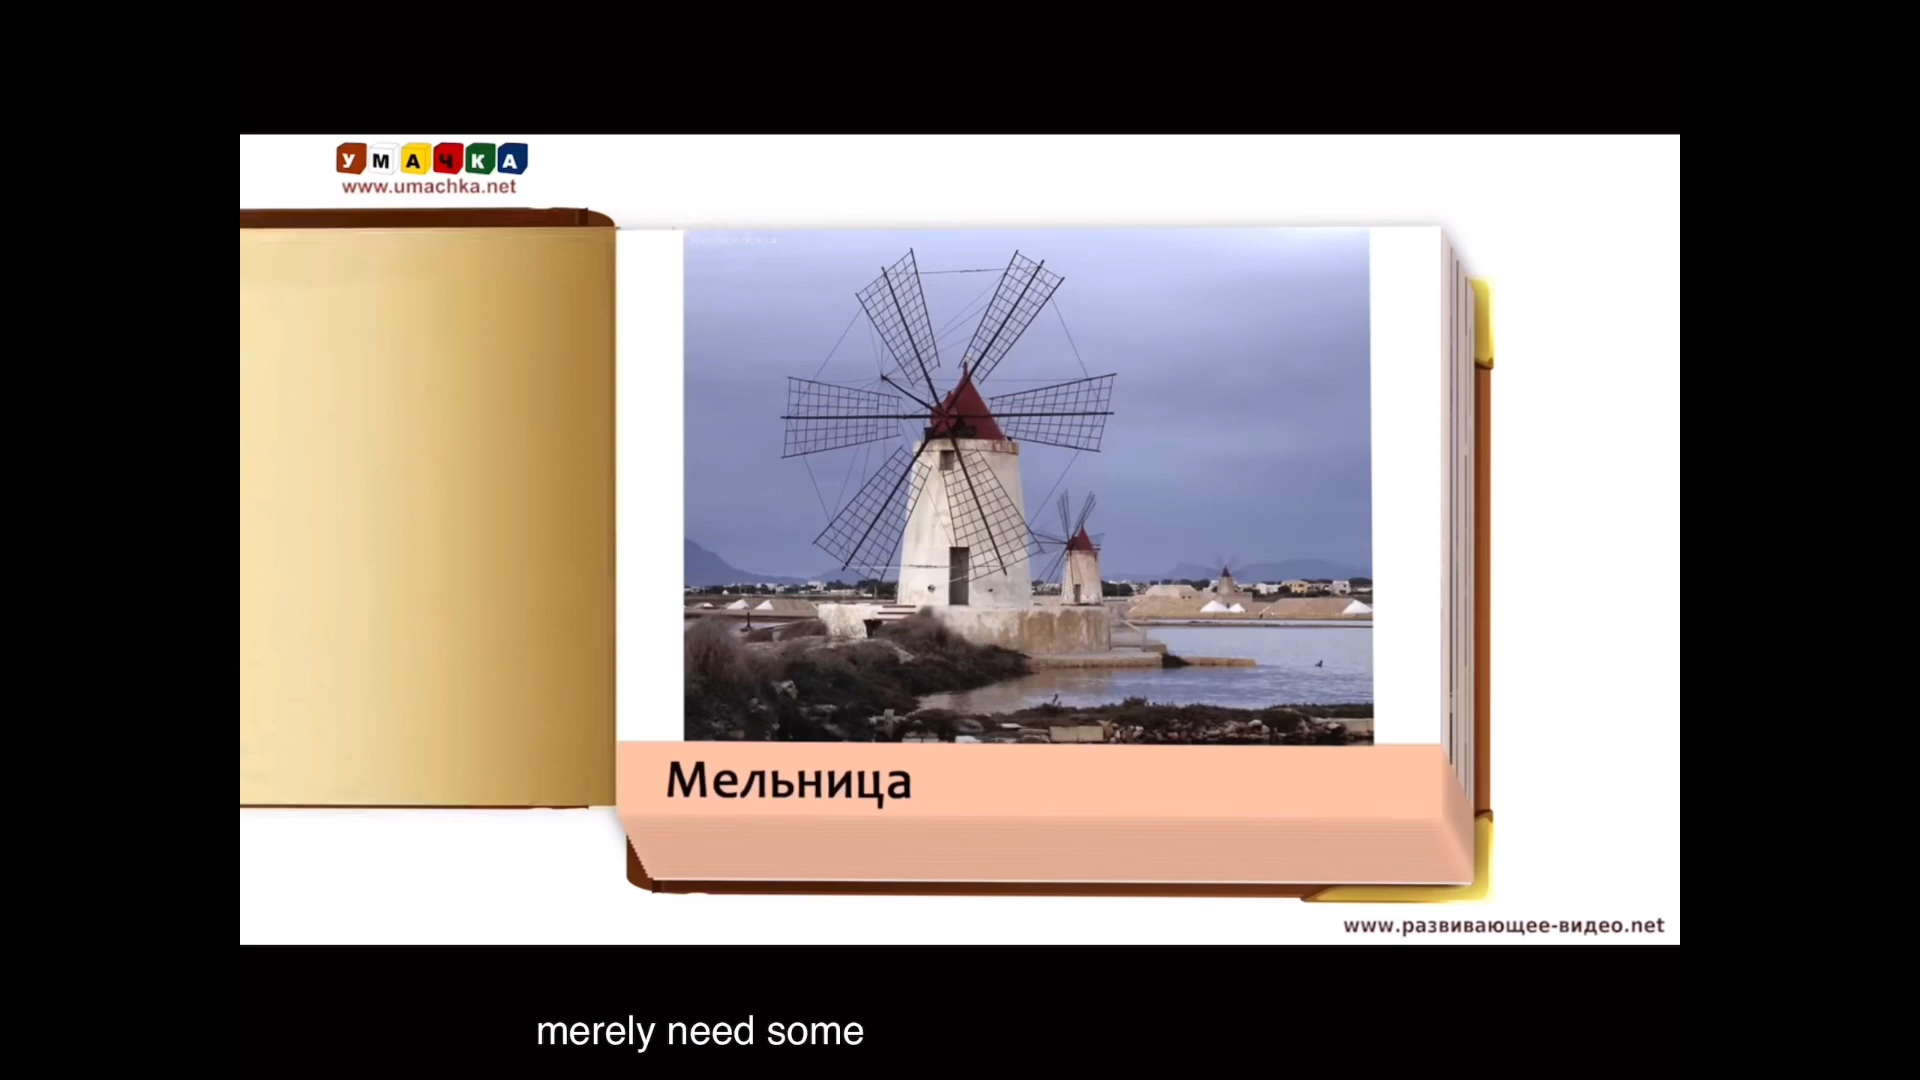 УМАЧКА
www.umachka.net
Мельница
www.развивающее-видео.net
merely need some